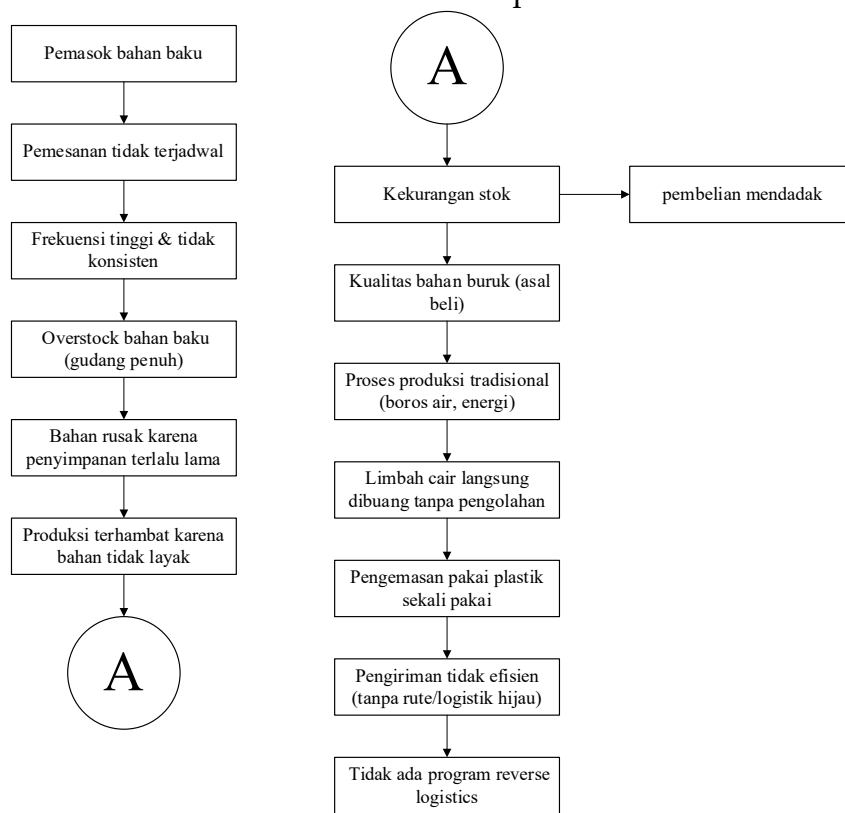 Pemasok bahan baku
Pemesanan tidak terjadwal
Frekuensi tinggi & tidak
konsisten
Overstock bahan baku
(gudang penuh)
Bahan rusak karena
penyimpanan terlalu lama
Produksi terhambat karena
bahan tidak layak
A
A
Kekurangan stok
pembelian mendadak
Kualitas bahan buruk (asal
beli)
Proses produksi tradisional
(boros air, energi)
Limbah cair langsung
dibuang tanpa pengolahan
Pengemasan pakai plastik
sekali pakai
Pengiriman tidak efisien
(tanpa rute/logistik hijau)
Tidak ada program reverse
logistics